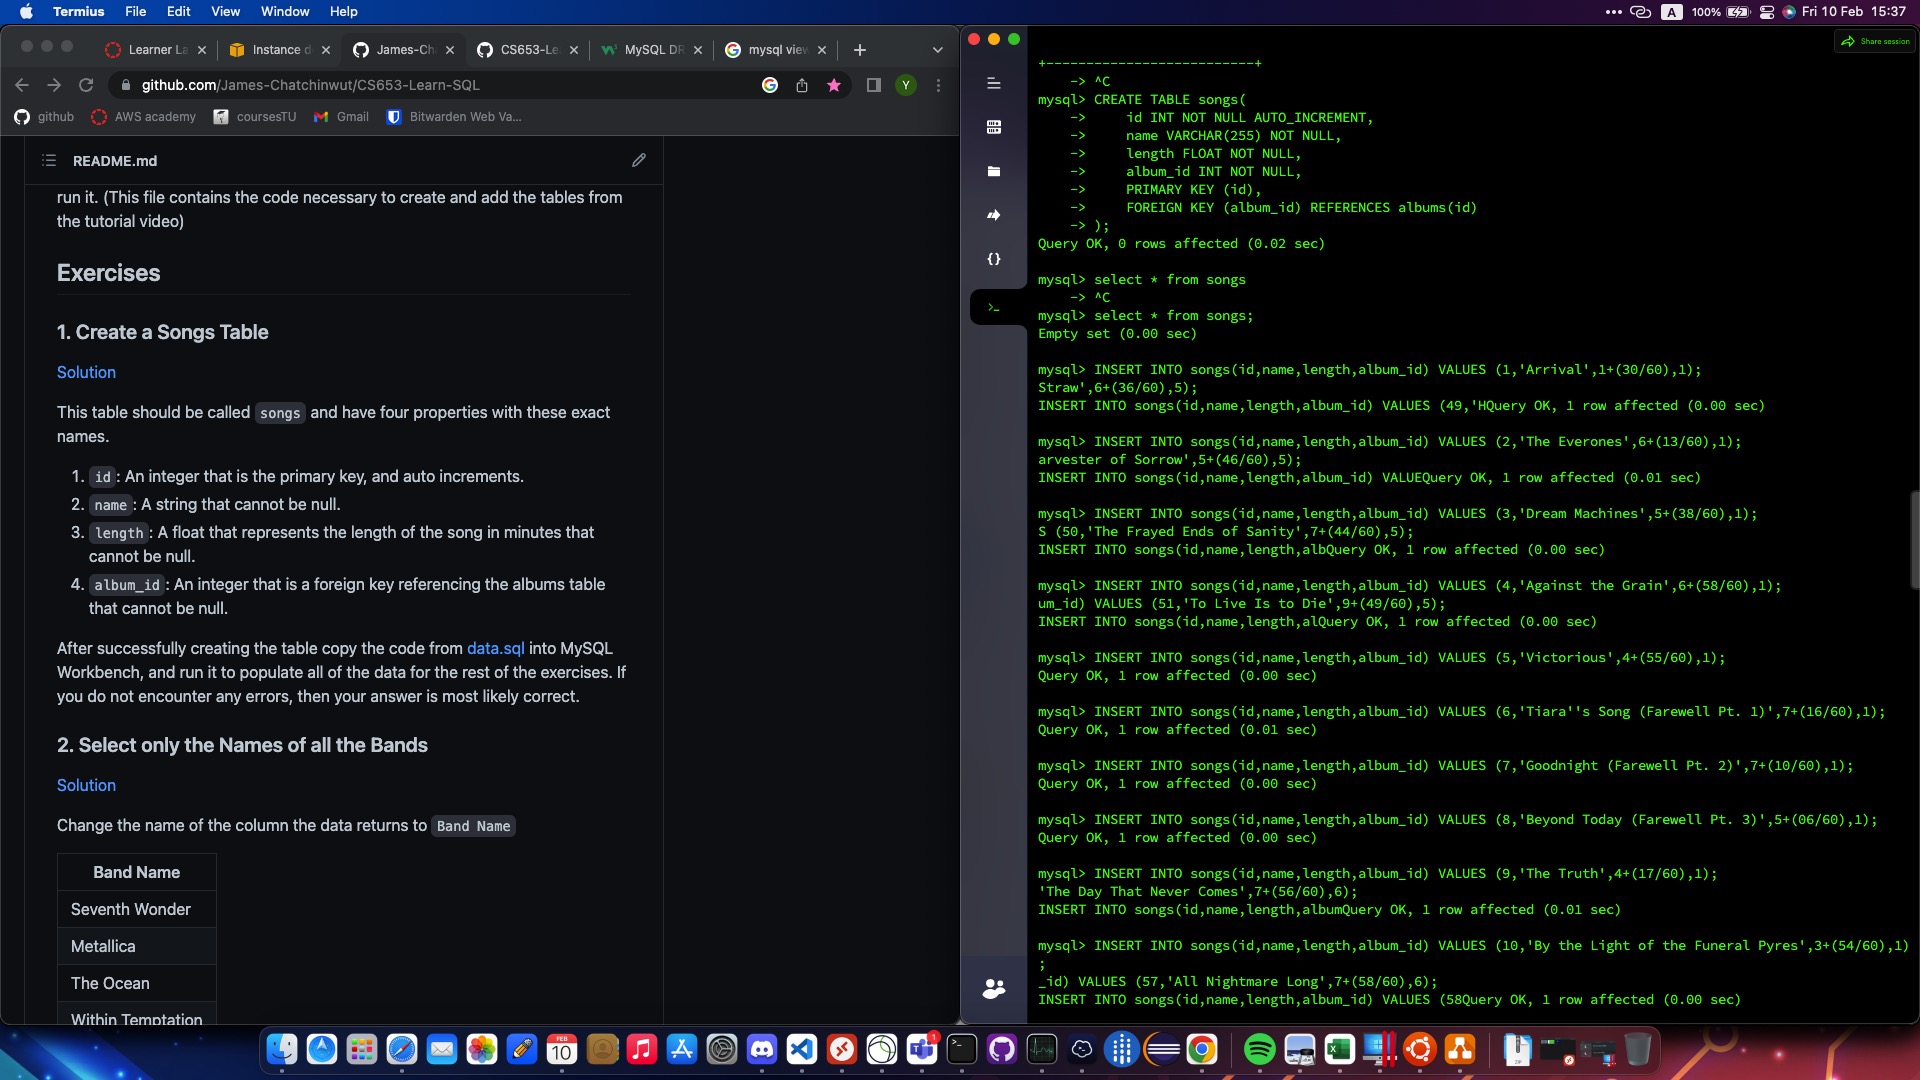 Termius File Edit View Window Help
A 100% Fri 10 Feb 15:37
Learner La
Instance d
James-Ch
CS653-Le
MySQL DR
mysql view
github.com/James-Chatchinwut/CS653-Learn-SQL
Y
github AWS academy coursesTU Gmail Bitwarden Web Va...
README.md
run it. (This file contains the code necessary to create and add the tables from
the tutorial video)
Exercises
1. Create a Songs Table
Solution
This table should be called songs and have four properties with these exact
names.
1. id : An integer that is the primary key, and auto increments.
2. name : A string that cannot be null.
3. length : A float that represents the length of the song in minutes that
cannot be null.
4. album_id : An integer that is a foreign key referencing the albums table
that cannot be null.
After successfully creating the table copy the code from data.sql into MySQL
Workbench, and run it to populate all of the data for the rest of the exercises. If
you do not encounter any errors, then your answer is most likely correct.
2. Select only the Names of all the Bands
Solution
Change the name of the column the data returns to Band Name
Band Name
Seventh Wonder
Metallica
The Ocean
Within Temptation
Share session
+--------------------------+
-> ^C
mysql> CREATE TABLE songs(
-> id INT NOT NULL AUTO_INCREMENT,
-> name VARCHAR(255) NOT NULL,
-> length FLOAT NOT NULL,
-> album_id INT NOT NULL,
-> PRIMARY KEY (id),
-> FOREIGN KEY (album_id) REFERENCES albums(id)
-> );
Query OK, 0 rows affected (0.02 sec)
mysql> select * from songs
-> ^C
mysql> select * from songs;
Empty set (0.00 sec)
mysql> INSERT INTO songs(id,name,length,album_id) VALUES (1,'Arrival',1+(30/60),1);
Straw',6+(36/60),5);
INSERT INTO songs(id,name,length,album_id) VALUES (49,'HQuery OK, 1 row affected (0.00 sec)
mysql> INSERT INTO songs(id,name,length,album_id) VALUES (2,'The Everones',6+(13/60),1);
arvester of Sorrow',5+(46/60),5);
INSERT INTO songs(id,name,length,album_id) VALUEQuery OK, 1 row affected (0.01 sec)
mysql> INSERT INTO songs(id,name,length,album_id) VALUES (3,'Dream Machines',5+(38/60),1);
S (50,'The Frayed Ends of Sanity',7+(44/60),5);
INSERT INTO songs(id,name,length,albQuery OK, 1 row affected (0.00 sec)
mysql> INSERT INTO songs(id,name,length,album_id) VALUES (4,'Against the Grain',6+(58/60),1);
um_id) VALUES (51,'To Live Is to Die',9+(49/60),5);
INSERT INTO songs(id,name,length,alQuery OK, 1 row affected (0.00 sec)
mysql> INSERT INTO songs(id,name,length,album_id) VALUES (5,'Victorious',4+(55/60),1);
Query OK, 1 row affected (0.00 sec)
mysql> INSERT INTO songs(id,name,length,album_id) VALUES (6,'Tiara''s Song (Farewell Pt. 1)',7+(16/60),1);
Query OK, 1 row affected (0.01 sec)
mysql> INSERT INTO songs(id,name,length,album_id) VALUES (7,'Goodnight (Farewell Pt. 2)',7+(10/60),1);
Query OK, 1 row affected (0.00 sec)
mysql> INSERT INTO songs(id,name,length,album_id) VALUES (8,'Beyond Today (Farewell Pt. 3)',5+(06/60),1);
Query OK, 1 row affected (0.00 sec)
mysql> INSERT INTO songs(id,name,length,album_id) VALUES (9,'The Truth',4+(17/60),1);
'The Day That Never Comes',7+(56/60),6);
INSERT INTO songs(id,name,length,albumQuery OK, 1 row affected (0.01 sec)
mysql> INSERT INTO songs(id,name,length,album_id) VALUES (10,'By the Light of the Funeral Pyres',3+(54/60),1)
;
_id) VALUES (57,'All Nightmare Long',7+(58/60),6);
INSERT INTO songs(id,name,length,album_id) VALUES (58Query OK, 1 row affected (0.00 sec)
FEB
10
1